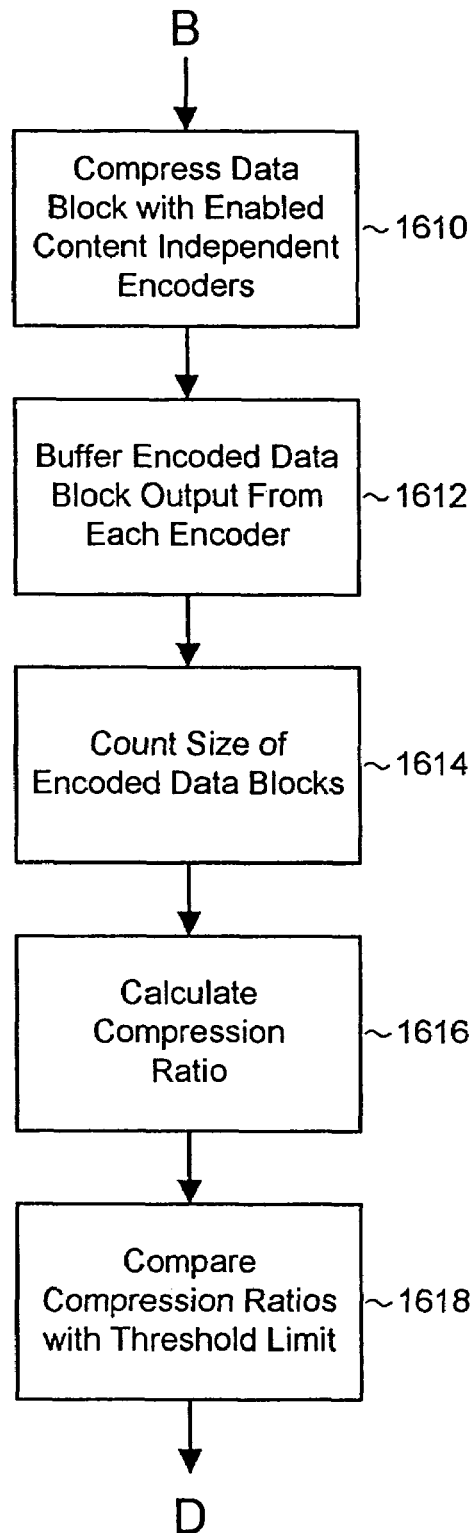 B
Compress Data
Block with Enabled
Content Independent
Encoders
~1610
Buffer Encoded Data
Block Output From
Each Encoder
~1612
Count Size of
Encoded Data Blocks
~1614
Calculate
Compression
Ratio
~1616
Compare
Compression Ratios
with Threshold Limit
~1618
D